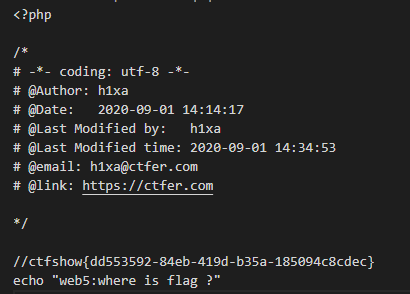 <?php
/*
# -*- coding: utf-8 -*-
# @Author: h1xa
# @Date:   2020-09-01 14:14:17
# @Last Modified by:   h1xa
# @Last Modified time: 2020-09-01 14:34:53
# @email: h1xa@ctfer.com
# @link: https://ctfer.com
*/
//ctfshow{dd553592-84eb-419d-b35a-185094c8cdec}
echo "web5:where is flag ?"